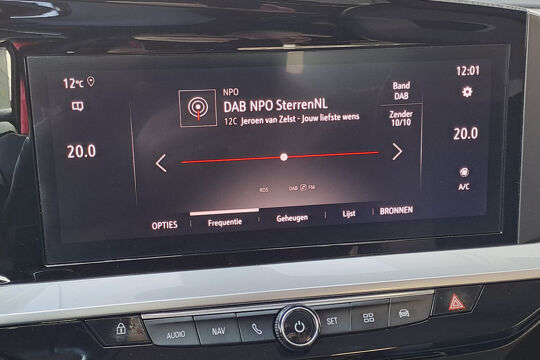 12°C
20.0
NPO
DAB NPO SterrenNL
12C Jeroen van Zelst - Jouw liefste wens
Band
DAB
Zender
10/10
12:01
20.0
A/C
RDS
DAB FM
OPTIES
Frequentie
Geheugen
Lijst
BRONNEN
AUDIO
NAV
SET